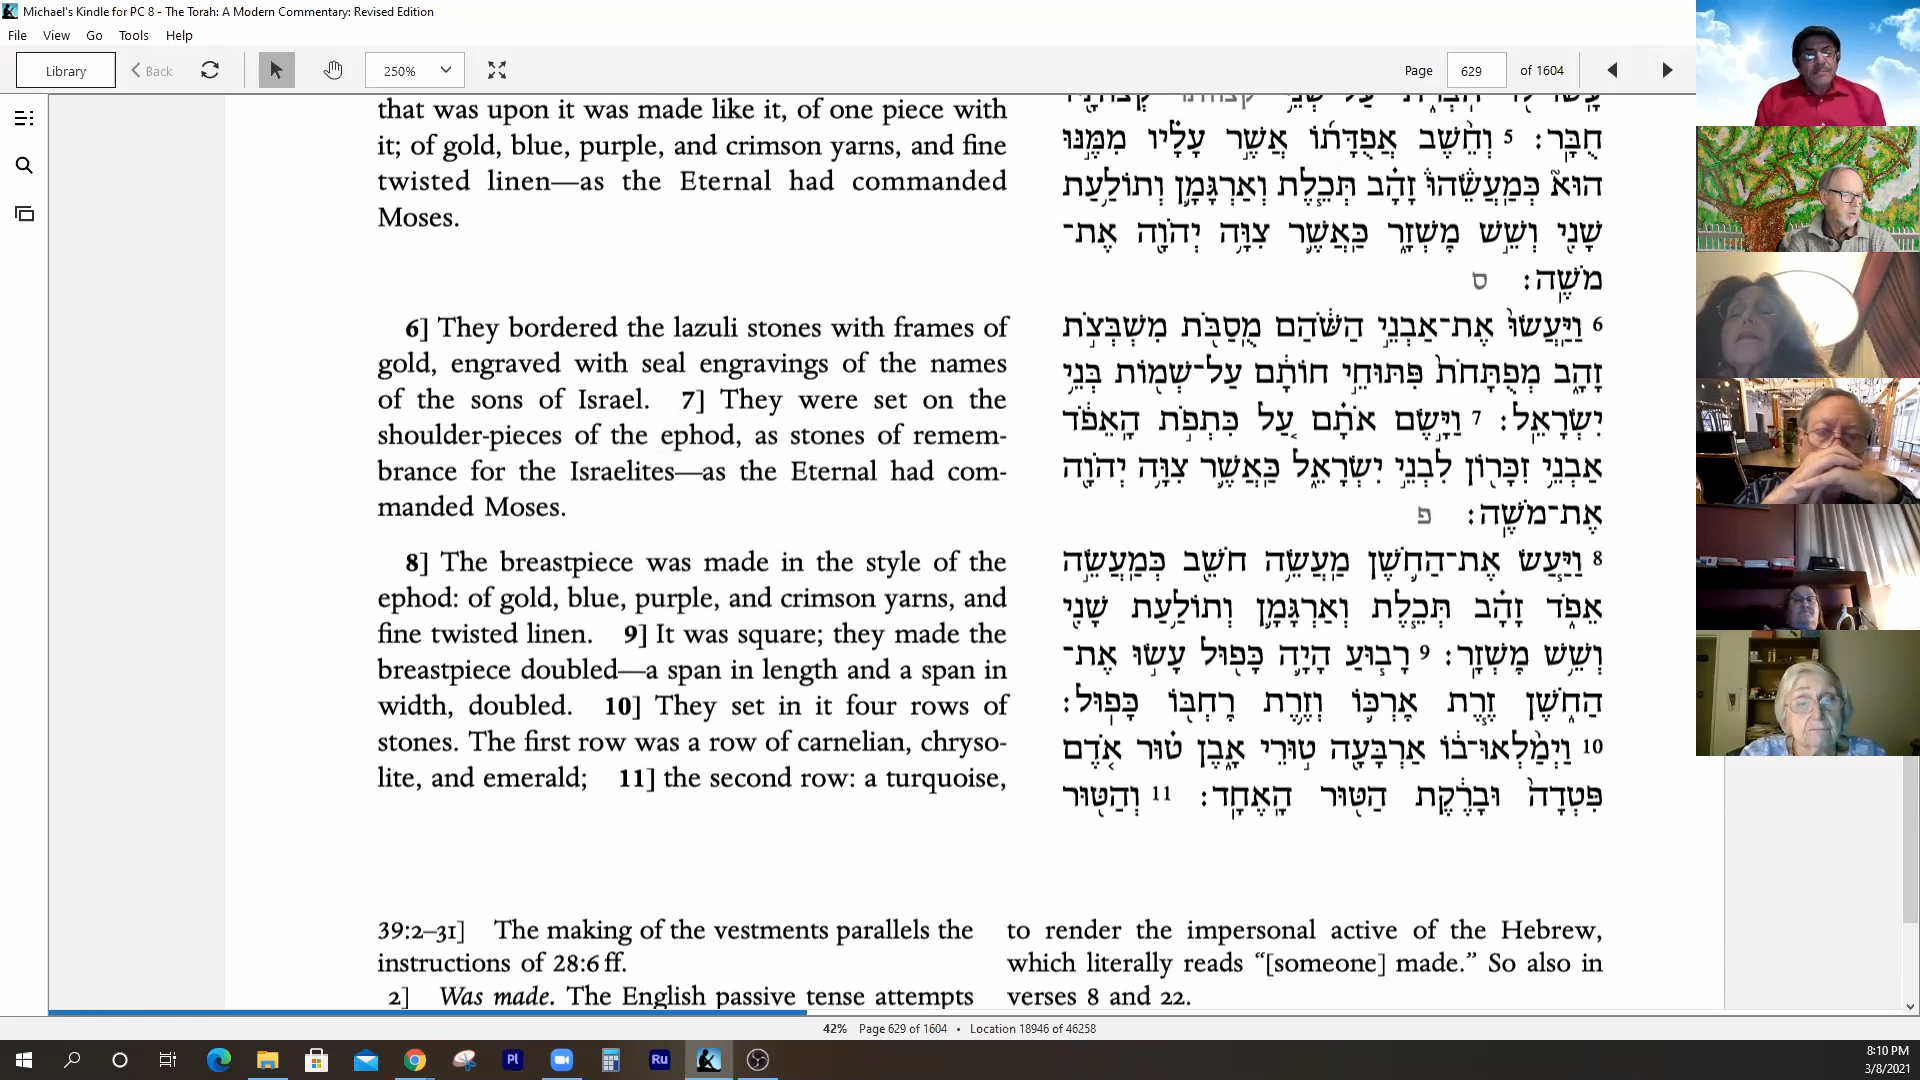 Michael's Kindle for PC 8 - The Torah: A Modern Commentary: Revised Edition
File View Go Tools Help
Library Back 250% Page 629 of 1604
that was upon it was made like it, of one piece with
it; of gold, blue, purple, and crimson yarns, and fine
twisted linen—as the Eternal had commanded
Moses.
6] They bordered the lazuli stones with frames of
gold, engraved with seal engravings of the names
of the sons of Israel. 7] They were set on the
shoulder-pieces of the ephod, as stones of remem-
brance for the Israelites—as the Eternal had com-
manded Moses.
8] The breastpiece was made in the style of the
ephod: of gold, blue, purple, and crimson yarns, and
fine twisted linen. 9] It was square; they made the
breastpiece doubled—a span in length and a span in
width, doubled. 10] They set in it four rows of
stones. The first row was a row of carnelian, chryso-
lite, and emerald; 11] the second row: a turquoise,
חֻבָּֽר׃ 5 וְחֵ֨שֶׁב אֲפֻדָּת֜וֹ אֲשֶׁ֣ר עָלָ֗יו מִמֶּ֣נּוּ
הוּא֮ כְּמַעֲשֵׂ֒הוּ֒ זָהָ֗ב תְּכֵ֧לֶת וְאַרְגָּמָ֛ן וְתוֹלַ֥עַת
שָׁנִ֖י וְשֵׁ֣שׁ מׇשְׁזָ֑ר כַּאֲשֶׁ֛ר צִוָּ֥ה יְהֹוָ֖ה אֶת־
מֹשֶֽׁה׃ ס
6 וַֽיַּעֲשׂוּ֙ אֶת־אַבְנֵ֣י הַשֹּׁ֔הַם מֻֽסַבֹּ֖ת מִשְׁבְּצֹ֣ת
זָהָ֑ב מְפֻתָּחֹת֙ פִּתּוּחֵ֣י חוֹתָ֔ם עַל־שְׁמ֖וֹת בְּנֵ֥י
יִשְׂרָאֵֽל׃ 7 וַיָּ֣שֶׂם אֹתָ֗ם עַ֚ל כִּתְפֹ֣ת הָאֵפֹ֔ד
אַבְנֵ֥י זִכָּר֖וֹן לִבְנֵ֣י יִשְׂרָאֵ֑ל כַּאֲשֶׁ֛ר צִוָּ֥ה יְהֹוָ֖ה
אֶת־מֹשֶֽׁה׃ פ
8 וַיַּ֧עַשׂ אֶת־הַחֹ֛שֶׁן מַעֲשֵׂ֥ה חֹשֵׁ֖ב כְּמַעֲשֵׂ֣ה
אֵפֹ֑ד זָהָ֗ב תְּכֵ֧לֶת וְאַרְגָּמָ֛ן וְתוֹלַ֥עַת שָׁנִ֖י
וְשֵׁ֥שׁ מׇשְׁזָֽר׃ 9 רָב֧וּעַ הָיָ֛ה כָּפ֖וּל עָשׂ֣וּ אֶת־
הַחֹ֑שֶׁן זֶ֧רֶת אׇרְכּ֛וֹ וְזֶ֥רֶת רׇחְבּ֖וֹ כָּפֽוּל׃
10 וַיְמַ֨לְאוּ־ב֔וֹ אַרְבָּעָ֖ה ט֣וּרֵי אָ֑בֶן ט֗וּר אֹ֤דֶם
פִּטְדָה֙ וּבָרֶ֔קֶת הַטּ֖וּר הָאֶחָֽד׃ 11 וְהַטּ֖וּר
39:2–31] The making of the vestments parallels the
instructions of 28:6 ff.
2] Was made. The English passive tense attempts
to render the impersonal active of the Hebrew,
which literally reads “[someone] made.” So also in
verses 8 and 22.
42% Page 629 of 1604 • Location 18946 of 46258
Pl Ru
8:10 PM
3/8/2021